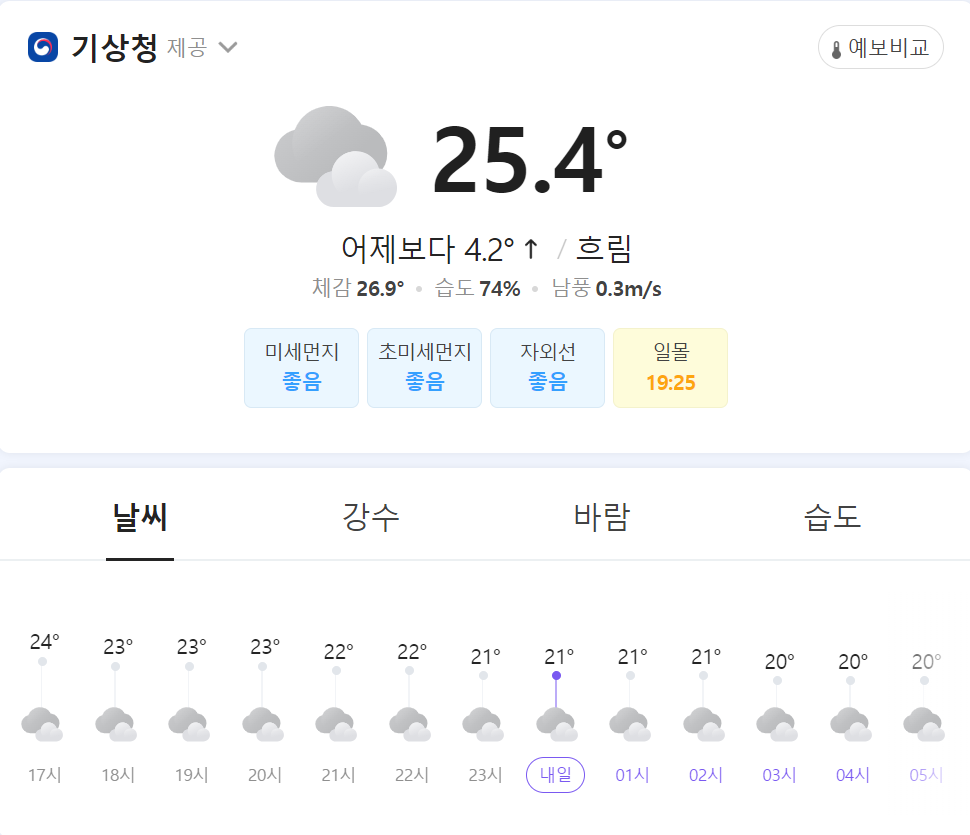 기상청 제공
예보비교
25.4°
어제보다 4.2°↑ / 흐림
체감 26.9° • 습도 74% • 남풍 0.3m/s
미세먼지 초미세먼지 자외선 일몰
좋음 좋음 좋음 19:25
날씨 강수 바람 습도
24° 23° 23° 23° 22° 22° 21° 21° 21° 21° 20° 20° 20°
17시 18시 19시 20시 21시 22시 23시 내일 01시 02시 03시 04시 05시